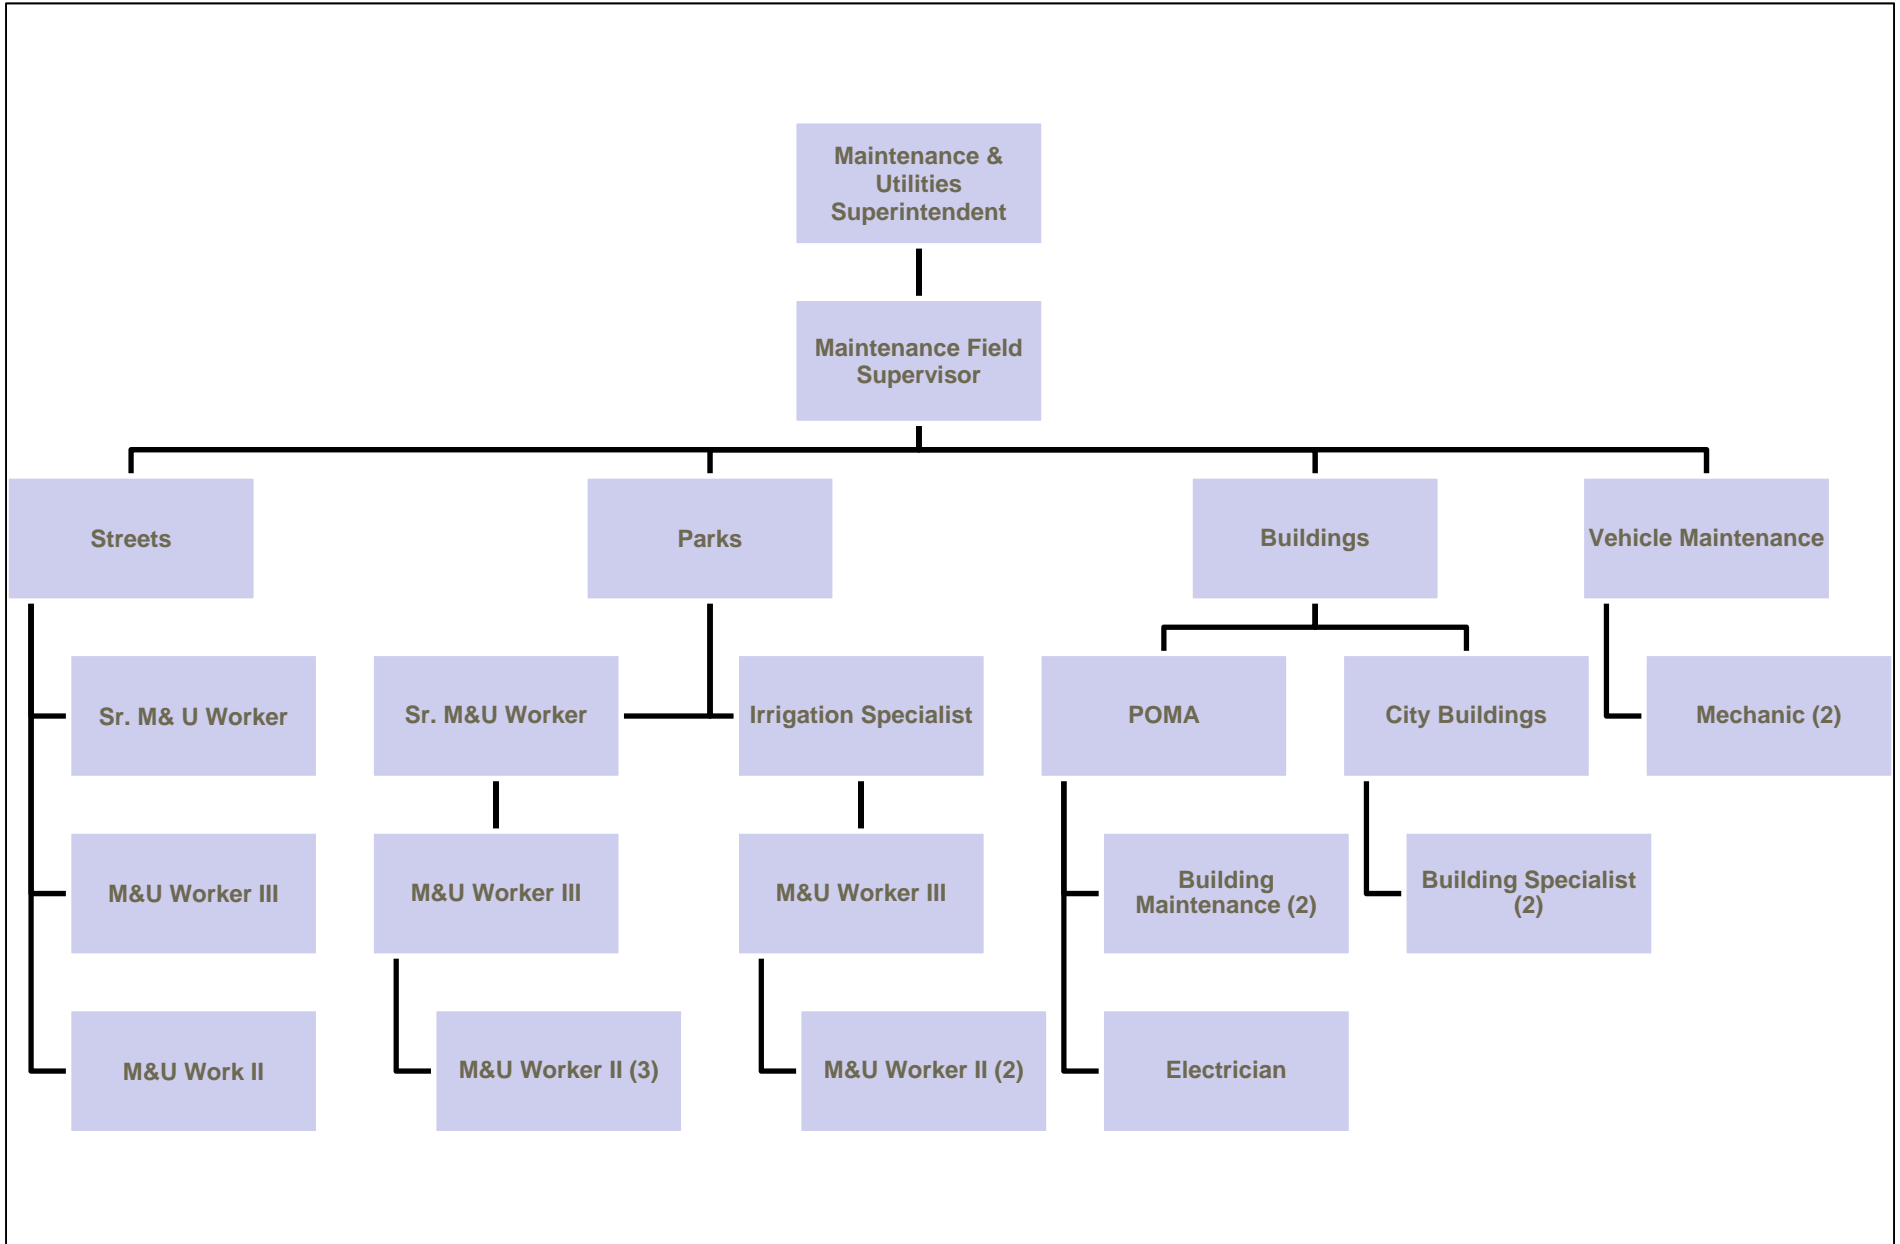 Maintenance &
Utilities
Superintendent
Maintenance Field
Supervisor
Streets
Parks
Buildings
Vehicle Maintenance
Sr. M& U Worker
Sr. M&U Worker
Irrigation Specialist
POMA
City Buildings
Mechanic (2)
M&U Worker III
M&U Worker III
M&U Worker III
Building
Maintenance (2)
Building Specialist
(2)
M&U Work II
M&U Worker II (3)
M&U Worker II (2)
Electrician